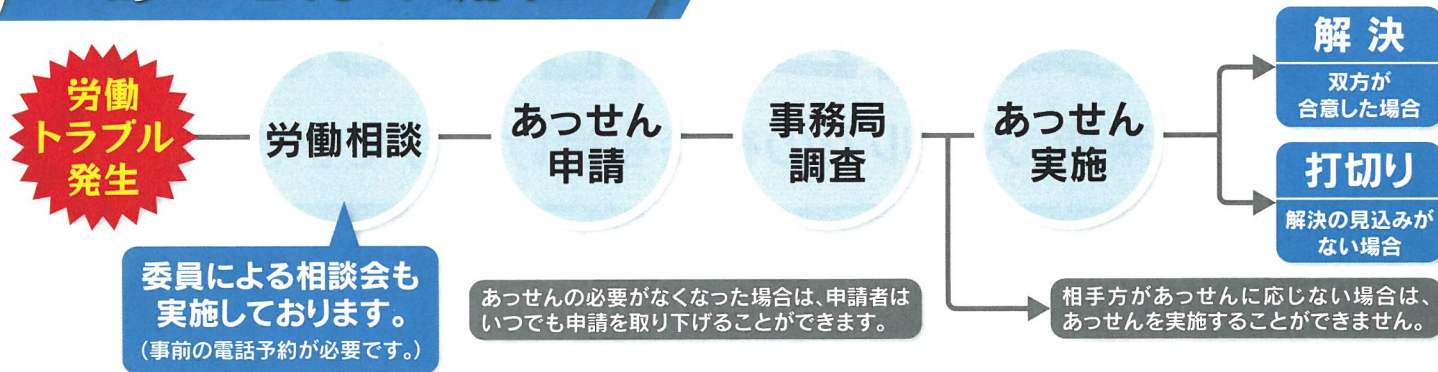 労働
トラブル
発生
労働相談
あっせん
申請
事務局
調査
あっせん
実施
解決
双方が
合意した場合
打切り
解決の見込みが
ない場合
委員による相談会も
実施しております。
(事前の電話予約が必要です。)
あっせんの必要がなくなった場合は、申請者は
いつでも申請を取り下げることができます。
相手方があっせんに応じない場合は、
あっせんを実施することができません。